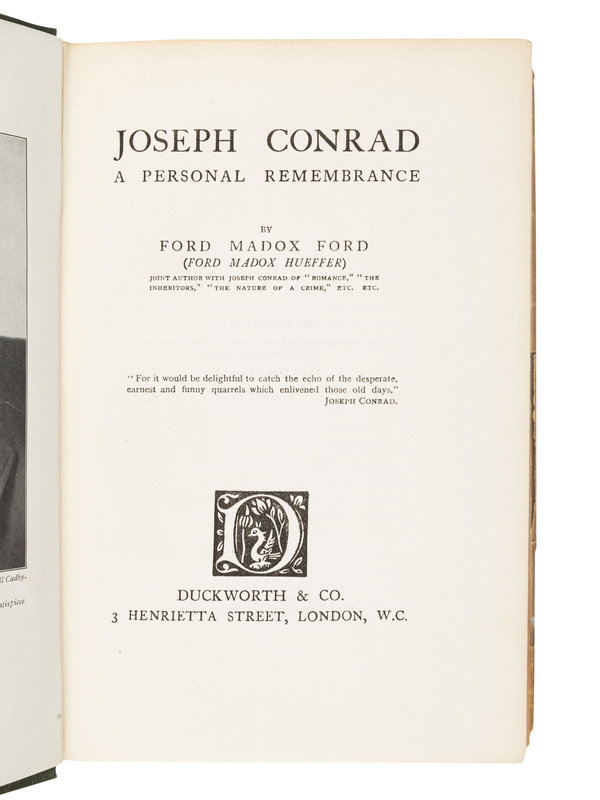 JOSEPH CONRAD
A PERSONAL REMEMBRANCE
BY
FORD MADOX FORD
(FORD MADOX HUEFFER)
JOINT AUTHOR WITH JOSEPH CONRAD OF "ROMANCE," "THE
INHERITORS," "THE NATURE OF A CRIME," ETC. ETC.
"For it would be delightful to catch the echo of the desperate,
earnest and funny quarrels which enlivened those old days."
JOSEPH CONRAD.
D
DUCKWORTH & CO.
3 HENRIETTA STREET, LONDON, W.C.
Cadby.